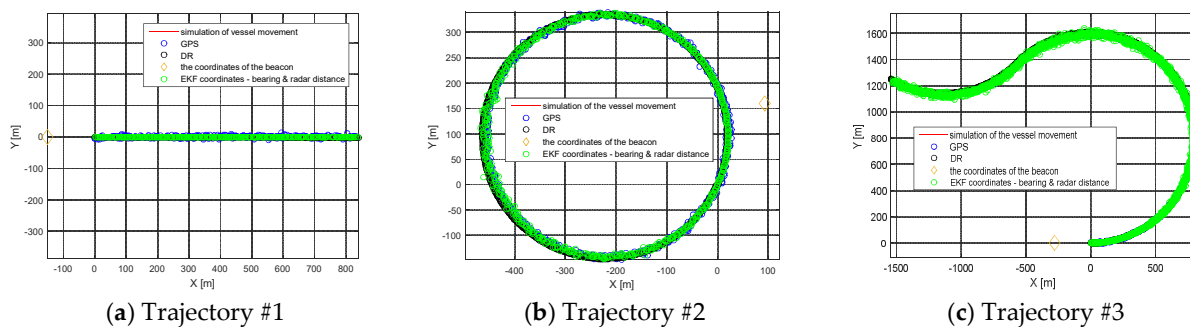 300
200
100
0
-100
-200
-300
Y [m]
simulation of vessel movement
GPS
DR
the coordinates of the beacon
EKF coordinates - bearing & radar distance
-100 0 100 200 300 400 500 600 700 800
X [m]
(a) Trajectory #1
300
250
200
150
100
50
0
-50
-100
Y [m]
simulation of the vessel movement
GPS
DR
the coordinates of the beacon
EKF coordinates - bearing & radar distance
-400 -300 -200 -100 0 100
X [m]
(b) Trajectory #2
1600
1400
1200
1000
800
600
400
200
0
Y [m]
simulation of the vessel movement
GPS
DR
the coordinates of the beacon
EKF coordinates - bearing & radar distance
-1500 -1000 -500 0 500
X [m]
(c) Trajectory #3